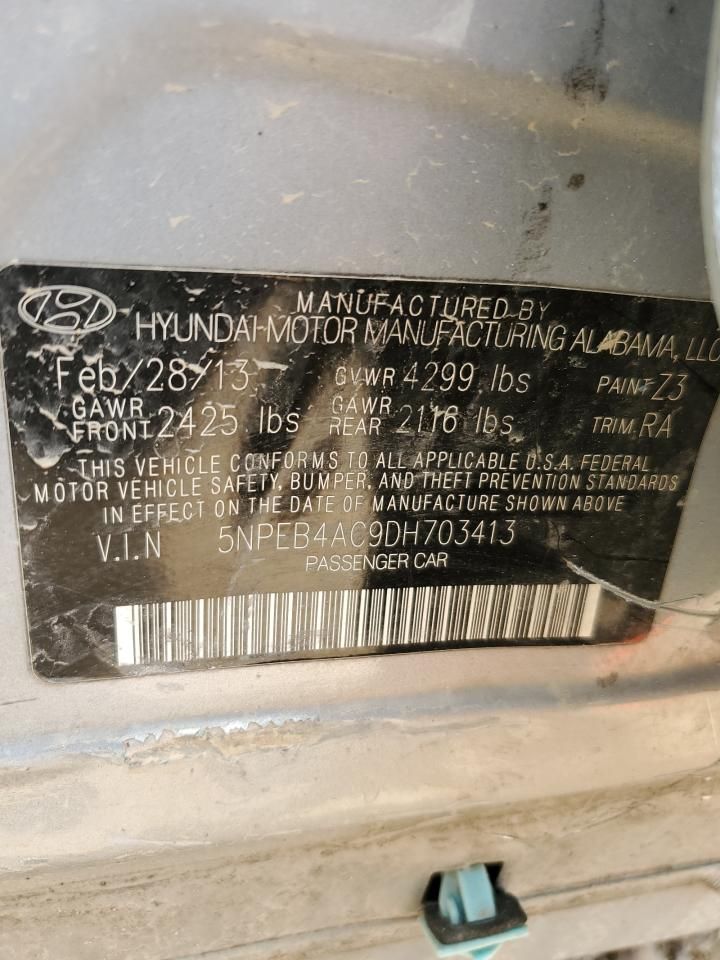 MANUFACTURED BY
HYUNDAI MOTOR MANUFACTURING ALABAMA, LLC
Feb/28/13 GVWR 4299 lbs PAINT Z3
GAWR FRONT 2425 lbs GAWR REAR 2116 lbs TRIM RA
THIS VEHICLE CONFORMS TO ALL APPLICABLE U.S.A. FEDERAL
MOTOR VEHICLE SAFETY, BUMPER, AND THEFT PREVENTION STANDARDS
IN EFFECT ON THE DATE OF MANUFACTURE SHOWN ABOVE
V.I.N 5NPEB4AC9DH703413
PASSENGER CAR